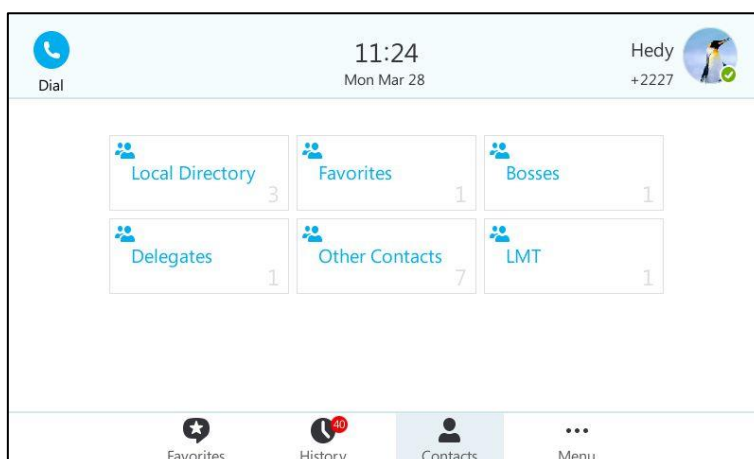 11:24
Hedy
Dial
Mon Mar 28
+2227
Local Directory
3
Favorites
1
Bosses
1
Delegates
1
Other Contacts
7
LMT
1
40
Favorites
History
Contacts
Menu